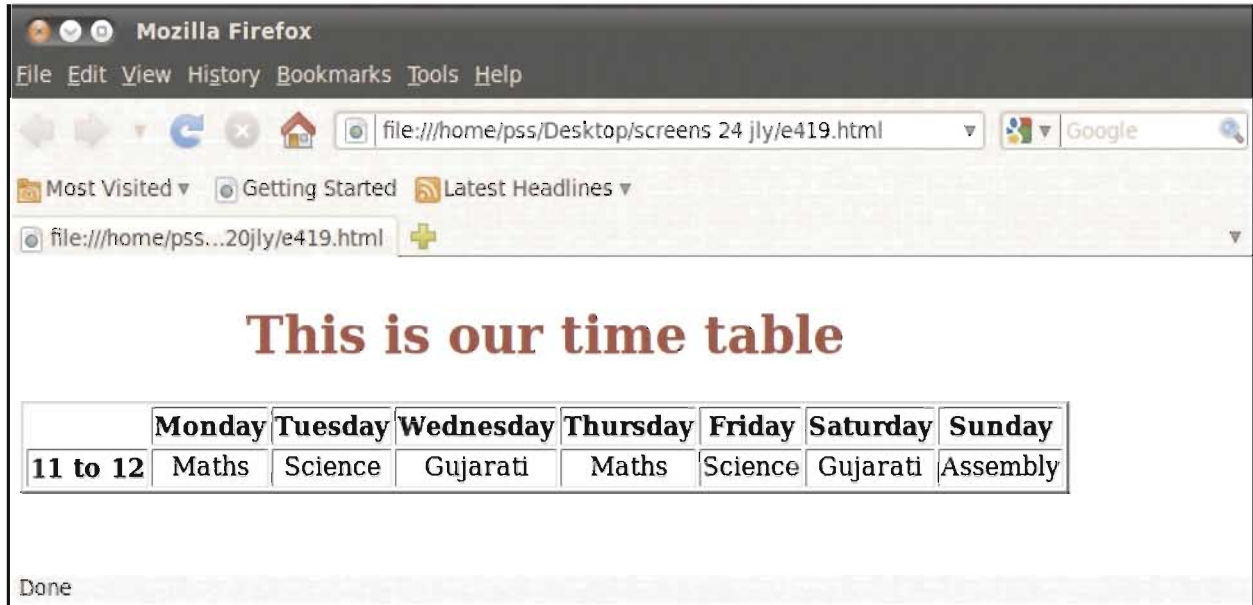 Mozilla Firefox
File Edit View History Bookmarks Tools Help
file:///home/pss/Desktop/screens 24 jly/e419.html Google
Most Visited Getting Started Latest Headlines
file:///home/pss...20jly/e419.html
This is our time table
Monday Tuesday Wednesday Thursday Friday Saturday Sunday
11 to 12 Maths Science Gujarati Maths Science Gujarati Assembly
Done